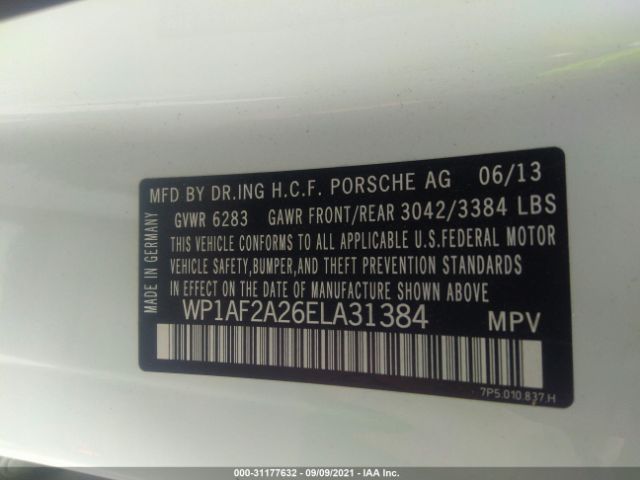 MFD BY DR.ING H.C.F. PORSCHE AG 06/13
GVWR 6283 GAWR FRONT/REAR 3042/3384 LBS
THIS VEHICLE CONFORMS TO ALL APPLICABLE U.S.FEDERAL MOTOR
VEHICLE SAFETY,BUMPER,AND THEFT PREVENTION STANDARDS
IN EFFECT ON THE DATE OF MANUFACTURE SHOWN ABOVE.
WP1AF2A26ELA31384 MPV
MADE IN GERMANY
7P5.010.837.H
000-31177632 - 09/09/2021 - IAA Inc.